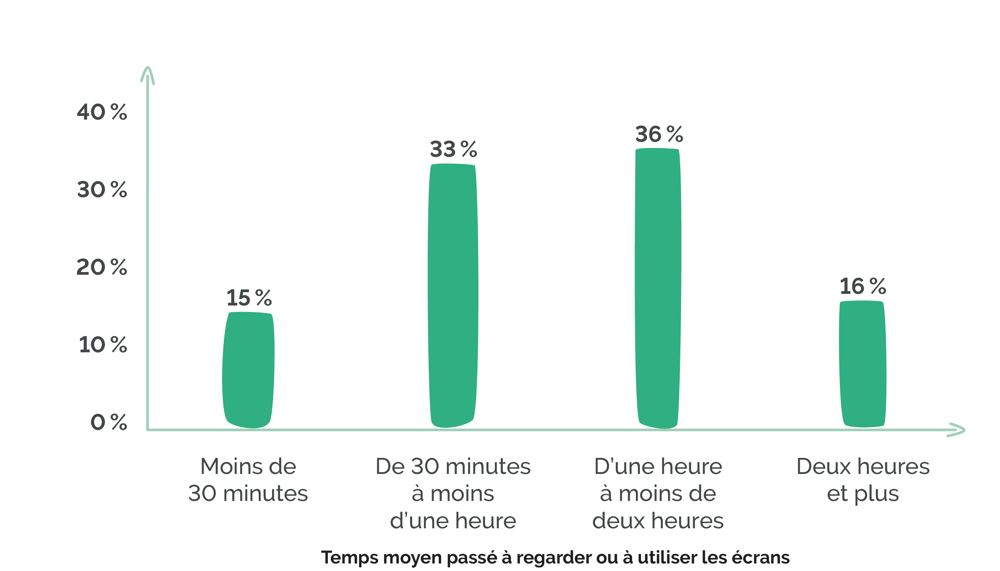 40 %
30 %
20 %
10 %
0 %
15 %
33 %
36 %
16 %
Moins de
30 minutes
De 30 minutes
à moins
d’une heure
D’une heure
à moins de
deux heures
Deux heures
et plus
Temps moyen passé à regarder ou à utiliser les écrans